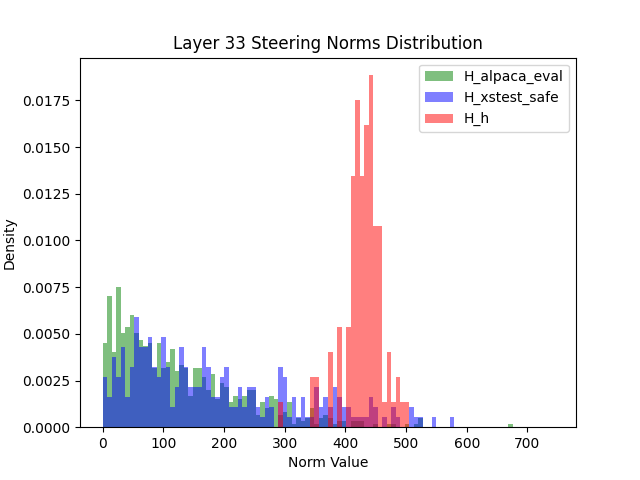 Layer 33 Steering Norms Distribution
H_alpaca_eval
H_xstest_safe
H_h
Density
0.0175
0.0150
0.0125
0.0100
0.0075
0.0050
0.0025
0.0000
0 100 200 300 400 500 600 700
Norm Value